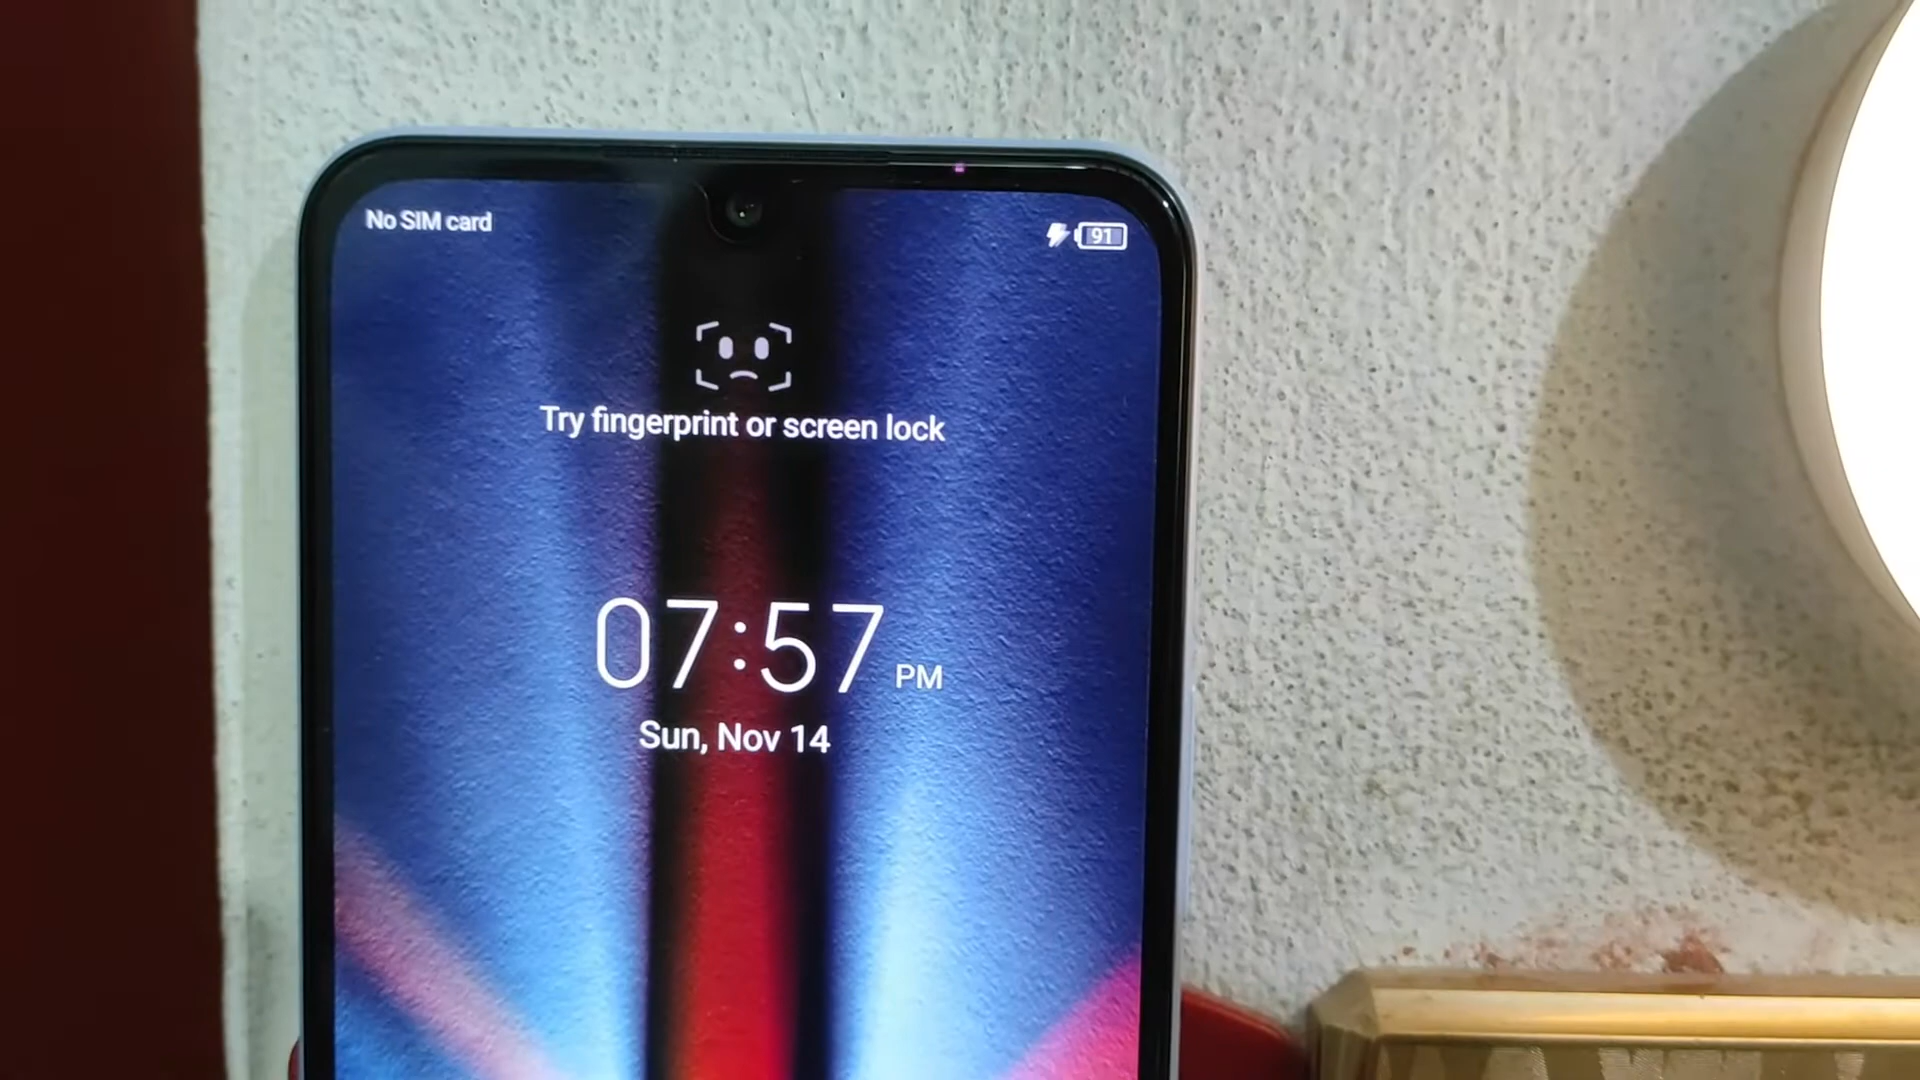 No SIM card
91
Try fingerprint or screen lock
07:57 PM
Sun, Nov 14